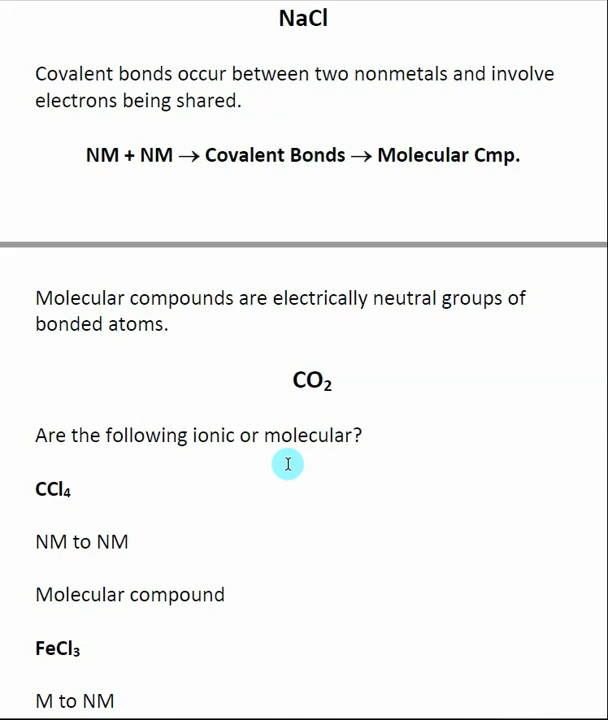 NaCl
Covalent bonds occur between two nonmetals and involve
electrons being shared.
NM + NM → Covalent Bonds → Molecular Cmp.
Molecular compounds are electrically neutral groups of
bonded atoms.
CO₂
Are the following ionic or molecular?
CCl₄
NM to NM
Molecular compound
FeCl₃
M to NM